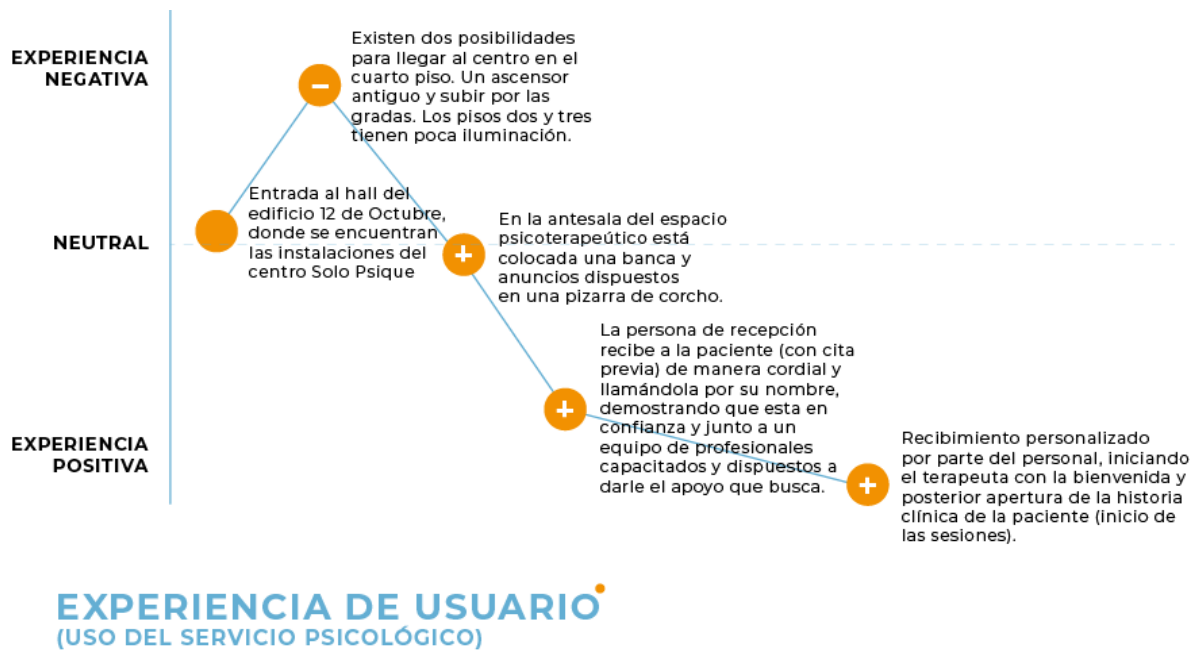 EXPERIENCIA
NEGATIVA
Existen dos posibilidades
para llegar al centro en el
cuarto piso. Un ascensor
antiguo y subir por las
gradas. Los pisos dos y tres
tienen poca iluminación.
Entrada al hall del
edificio 12 de Octubre,
donde se encuentran
las instalaciones del
centro Solo Psique
NEUTRAL
En la antesala del espacio
psicoterapeútico está
colocada una banca y
anuncios dispuestos
en una pizarra de corcho.
La persona de recepción
recibe a la paciente (con cita
previa) de manera cordial y
llamándola por su nombre,
demostrando que esta en
confianza y junto a un
equipo de profesionales
capacitados y dispuestos a
darle el apoyo que busca.
EXPERIENCIA
POSITIVA
Recibimiento personalizado
por parte del personal, iniciando
el terapeuta con la bienvenida y
posterior apertura de la historia
clínica de la paciente (inicio de
las sesiones).
EXPERIENCIA DE USUARIO
(USO DEL SERVICIO PSICOLÓGICO)